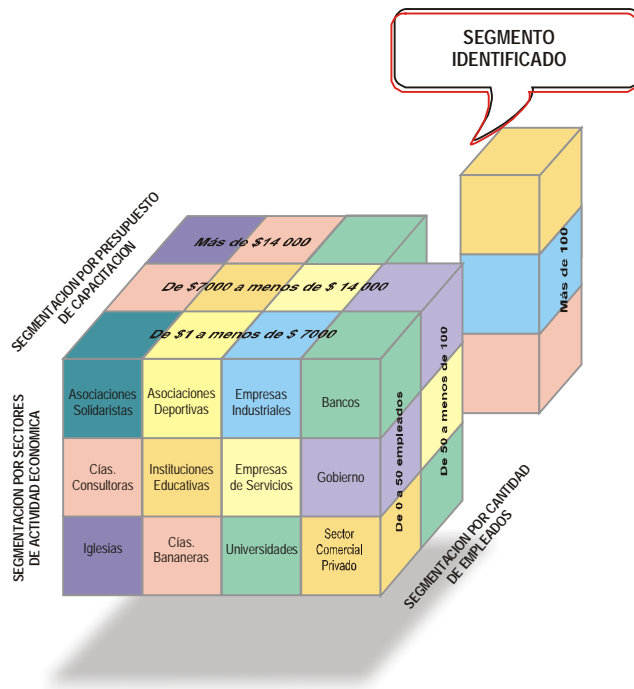 SEGMENTO
IDENTIFICADO
SEGMENTACION POR PRESUPUESTO
DE CAPACITACION
Más de $14 000
De $7000 a menos de $ 14 000
De $1 a menos de $ 7000
Más de 100
De 50 a menos de 100
De 0 a 50 empleados
SEGMENTACION POR SECTORES
DE ACTIVIDAD ECONOMICA
Asociaciones
Solidaristas
Asociaciones
Deportivas
Empresas
Industriales
Bancos
Cías.
Consultoras
Instituciones
Educativas
Empresas
de Servicios
Gobierno
Iglesias
Cías.
Bananeras
Universidades
Sector
Comercial
Privado
SEGMENTACION POR CANTIDAD
DE EMPLEADOS